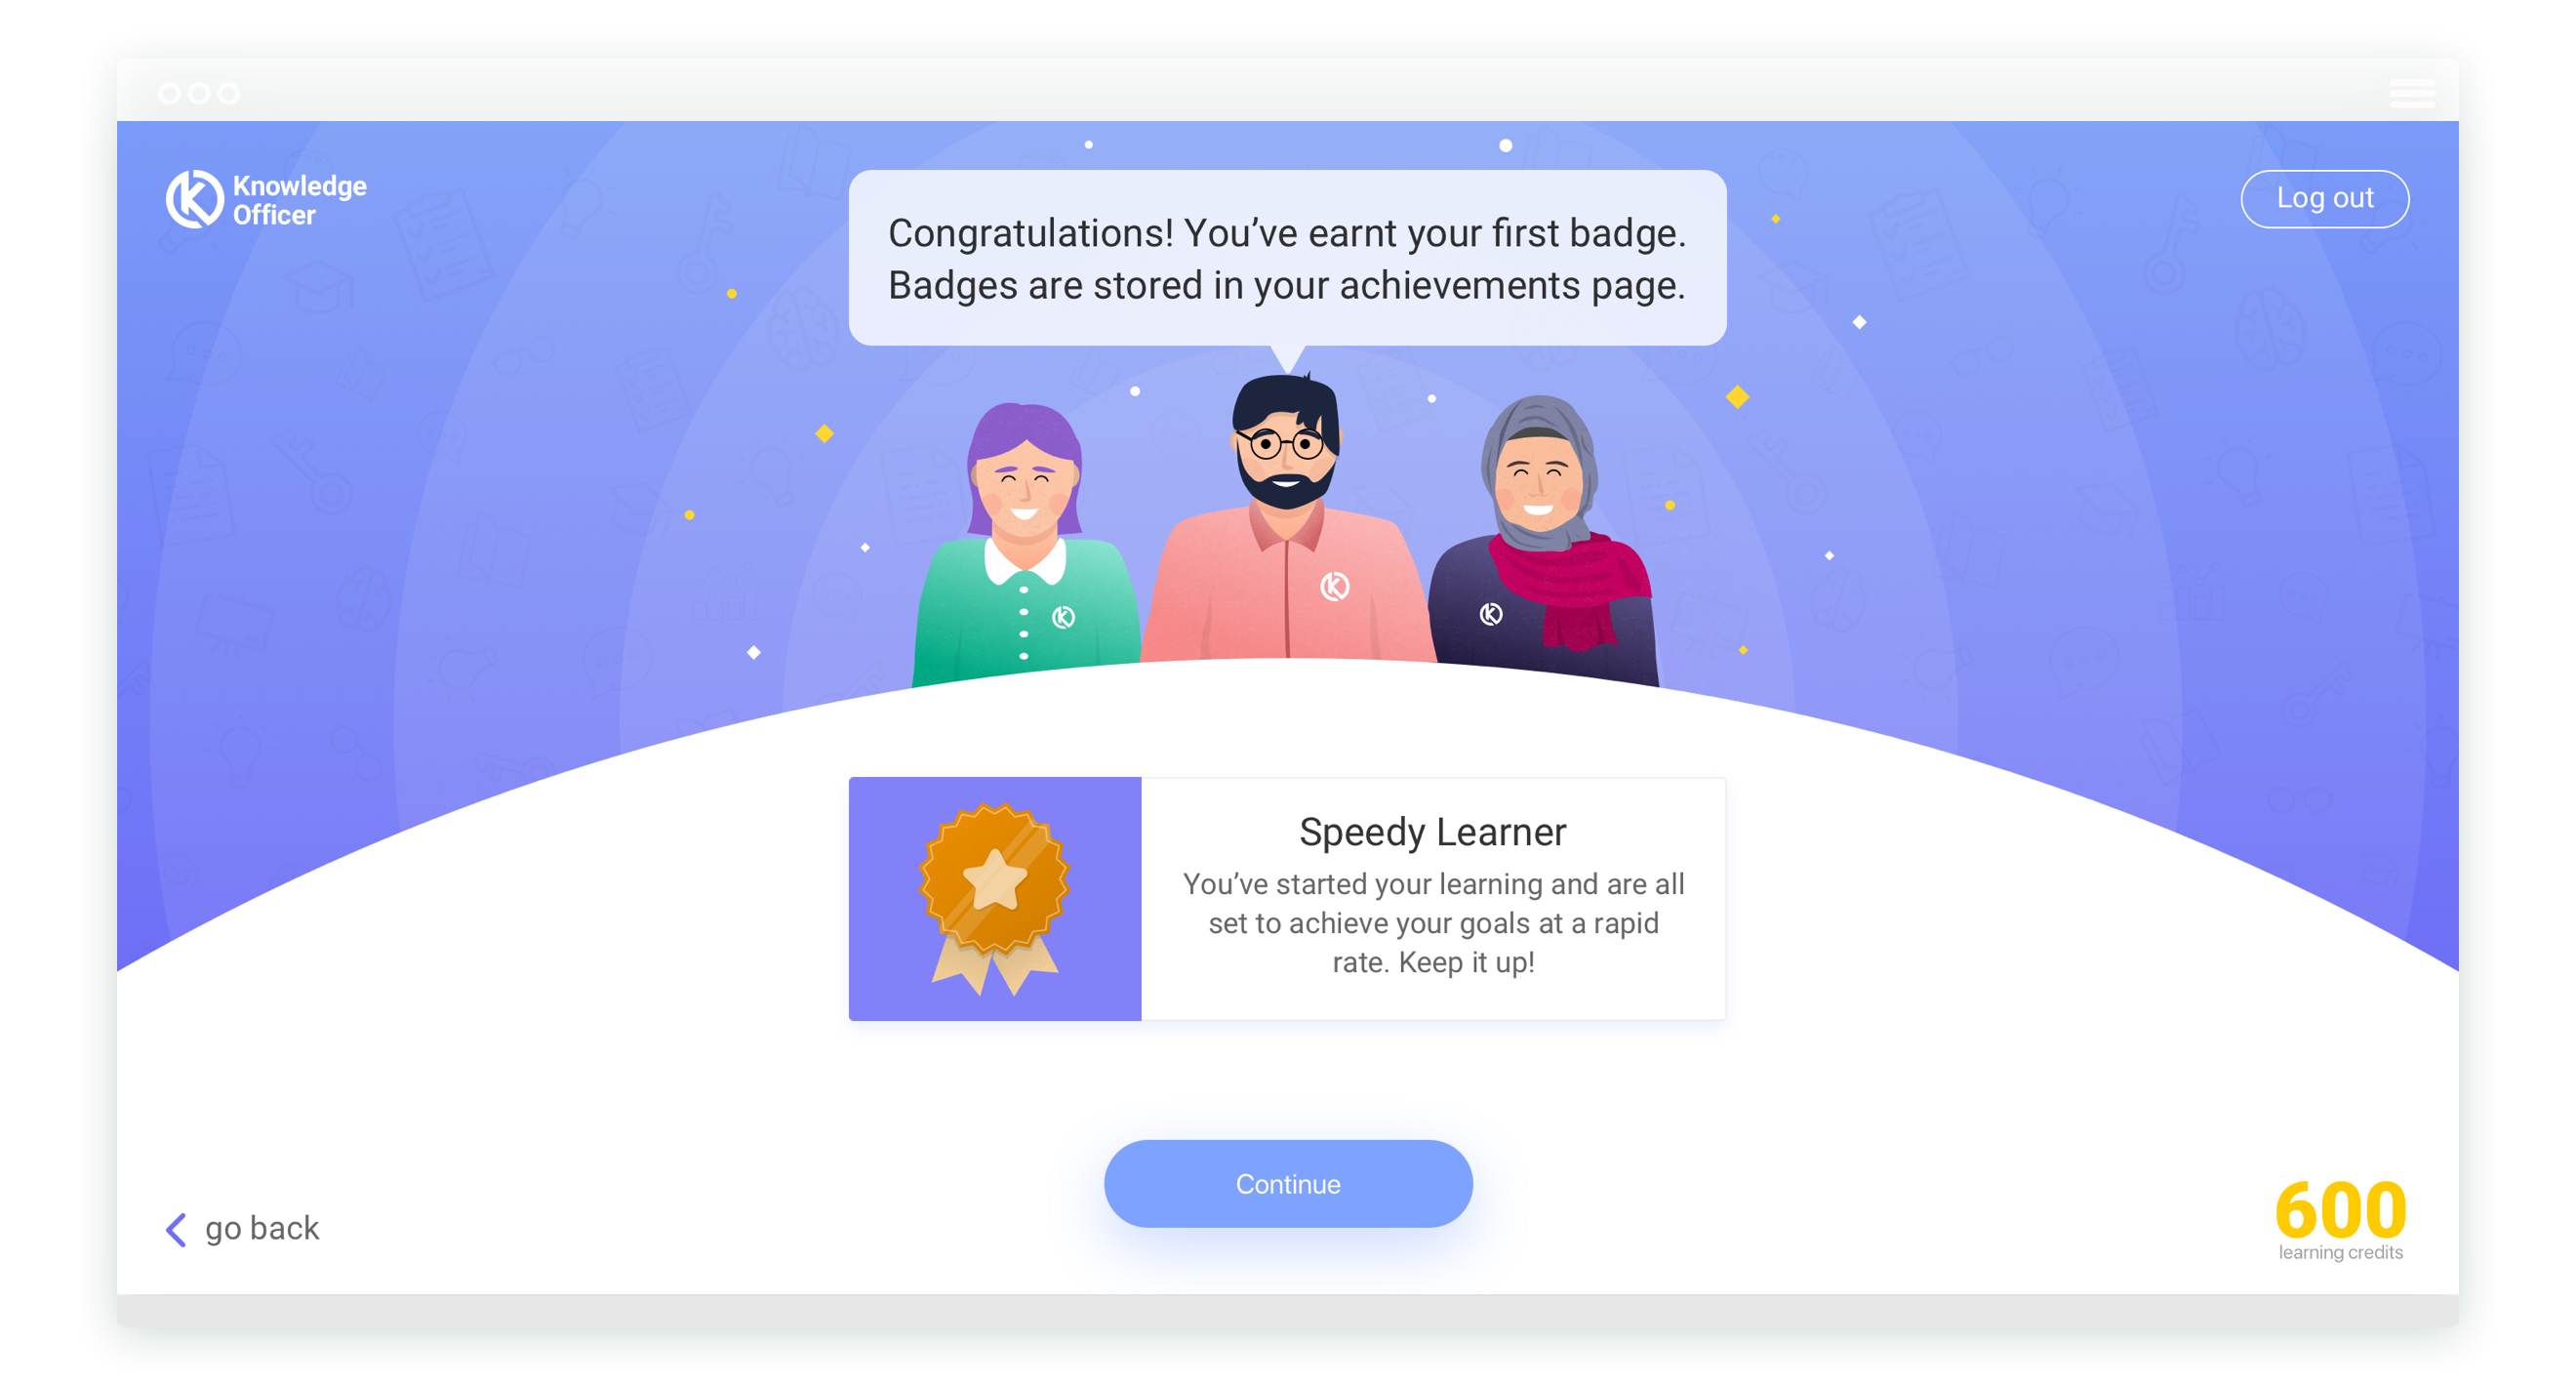 Knowledge
Officer
Log out
Congratulations! You’ve earnt your first badge.
Badges are stored in your achievements page.
Speedy Learner
You’ve started your learning and are all
set to achieve your goals at a rapid
rate. Keep it up!
Continue
go back
600
learning credits